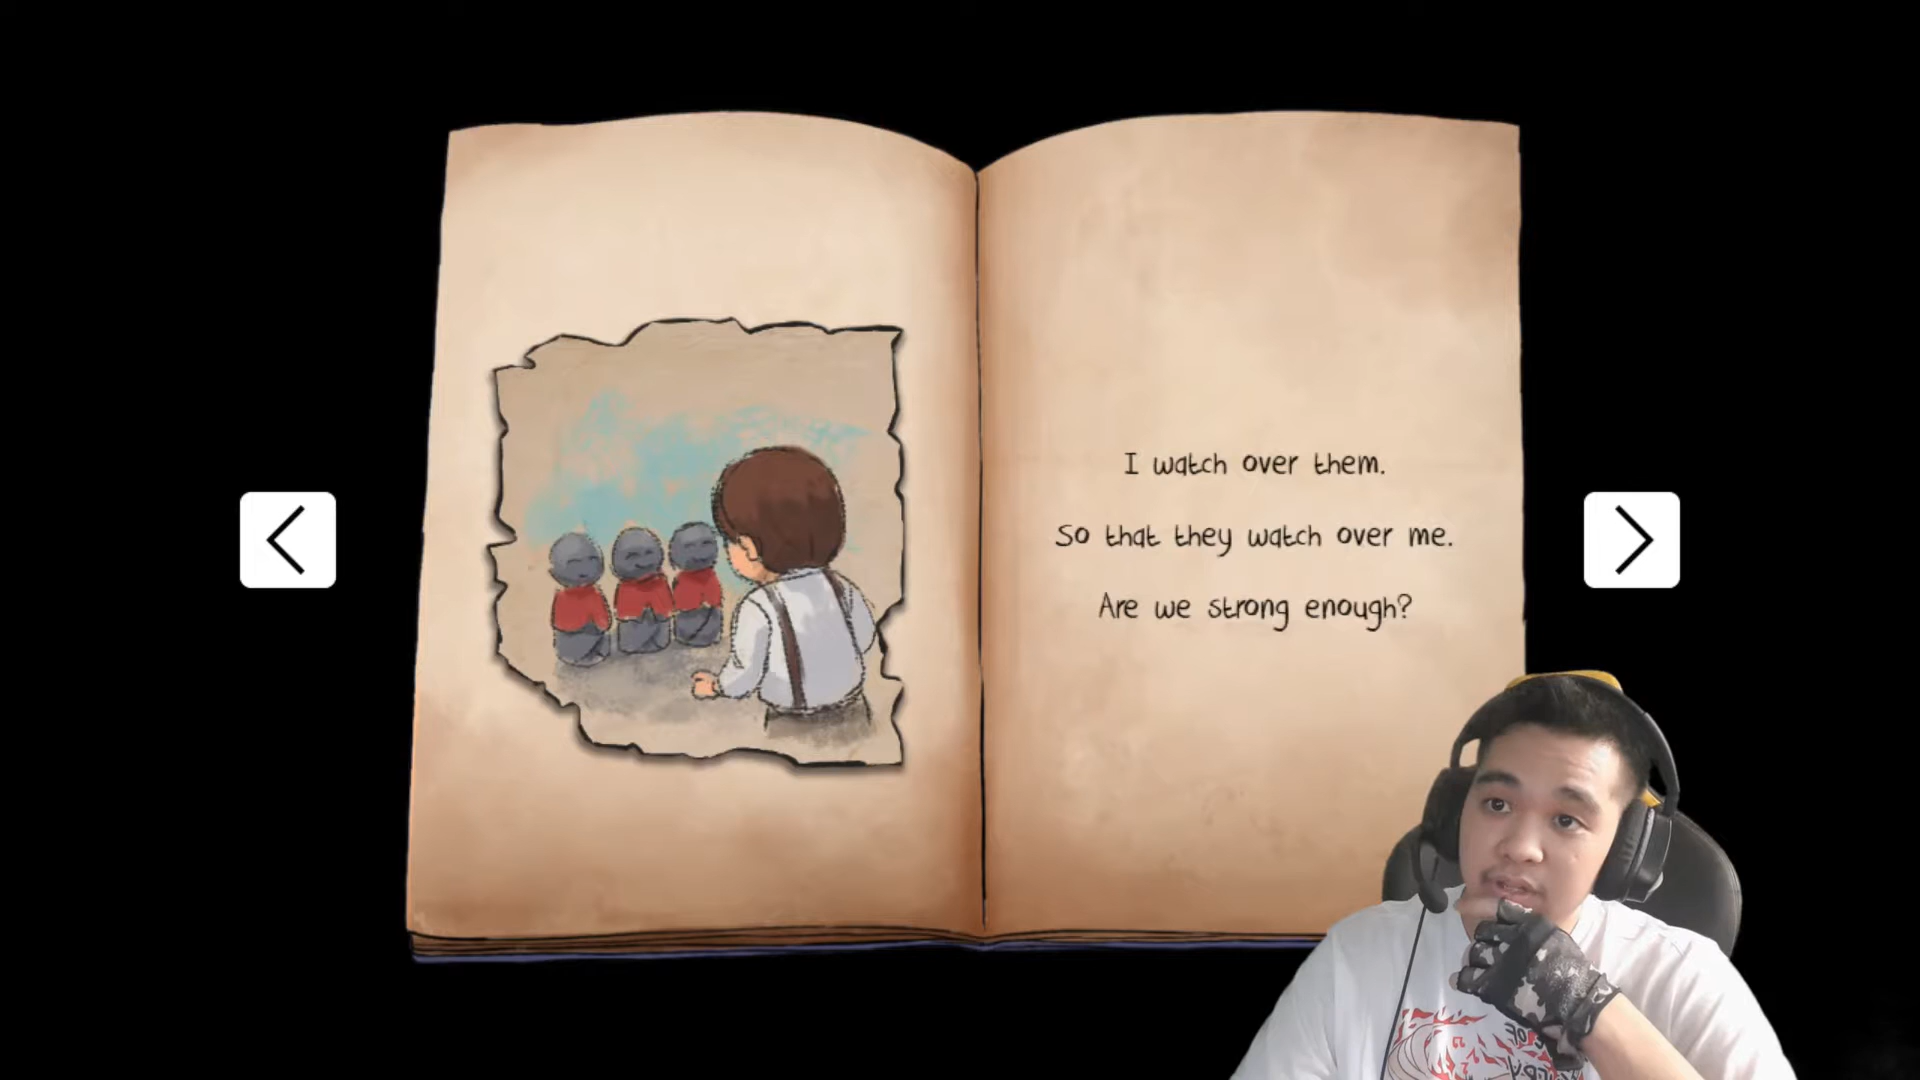 I watch over them.
So that they watch over me.
Are we strong enough?